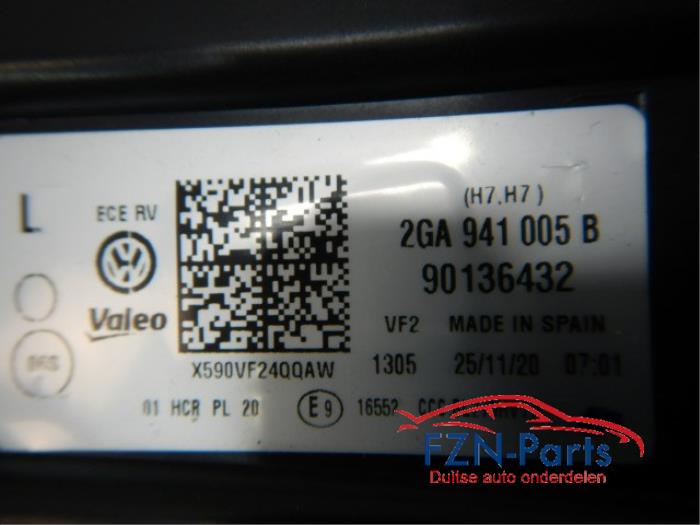 L
ECE RV
Valeo
X590VF24QQAW
(H7,H7)
2GA 941 005 B
90136432
VF2 MADE IN SPAIN
1305 25/11/20 07:01
01 HCR PL 20 E9 16552
FZN-Parts
Duitse auto onderdelen